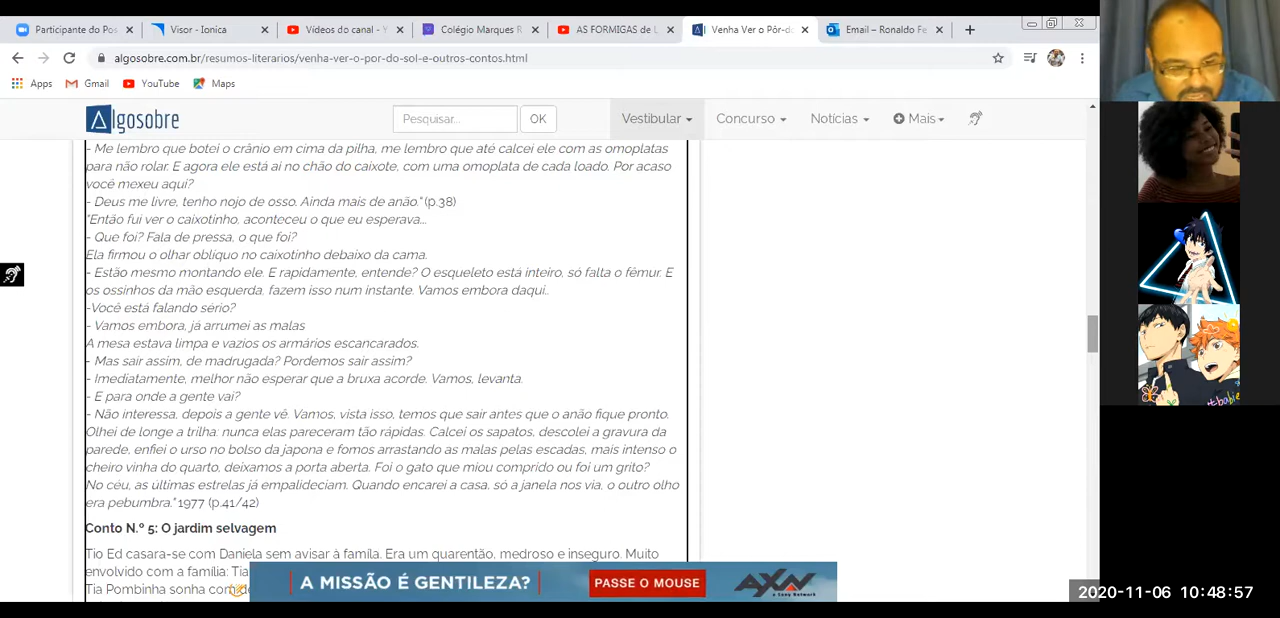 Participante do Pos
Visor - Ionica
Vídeos do canal - Y
Colégio Marques R
AS FORMIGAS de L
Venha Ver o Pôr-do
Email – Ronaldo Fe
algosobre.com.br/resumos-literarios/venha-ver-o-por-do-sol-e-outros-contos.html
Apps
Gmail
YouTube
Maps
Algosobre
Pesquisar...
OK
Vestibular
Concurso
Notícias
Mais
- Me lembro que botei o crânio em cima da pilha, me lembro que até calcei ele com as omoplatas
para não rolar. E agora ele está aí no chão do caixote, com uma omoplata de cada loado. Por acaso
você mexeu aqui?
- Deus me livre, tenho nojo de osso. Ainda mais de anão." (p.38)
"Então fui ver o caixotinho, aconteceu o que eu esperava...
- Que foi? Fala de pressa, o que foi?
Ela firmou o olhar oblíquo no caixotinho debaixo da cama.
- Estão mesmo montando ele. E rapidamente, entende? O esqueleto está inteiro, só falta o fêmur. E
os ossinhos da mão esquerda, fazem isso num instante. Vamos embora daqui..
-Você está falando sério?
- Vamos embora, já arrumei as malas
A mesa estava limpa e vazios os armários escancarados.
- Mas sair assim, de madrugada? Pordemos sair assim?
- Imediatamente, melhor não esperar que a bruxa acorde. Vamos, levanta.
- E para onde a gente vai?
- Não interessa, depois a gente vê. Vamos, vista isso, temos que sair antes que o anão fique pronto.
Olhei de longe a trilha: nunca elas pareceram tão rápidas. Calcei os sapatos, descolei a gravura da
parede, enfiei o urso no bolso da japona e fomos arrastando as malas pelas escadas, mais intenso o
cheiro vinha do quarto, deixamos a porta aberta. Foi o gato que miou comprido ou foi um grito?
No céu, as últimas estrelas já empalideciam. Quando encarei a casa, só a janela nos via, o outro olho
era pebumbra." 1977 (p.41/42)
Conto N.º 5: O jardim selvagem
Tio Ed casara-se com Daniela sem avisar à famíla. Era um quarentão, medroso e inseguro. Muito
envolvido com a família: Tia
Tia Pombinha sonha com
A MISSÃO É GENTILEZA?
PASSE O MOUSE
AXN
a Sony Network
2020-11-06 10:48:57